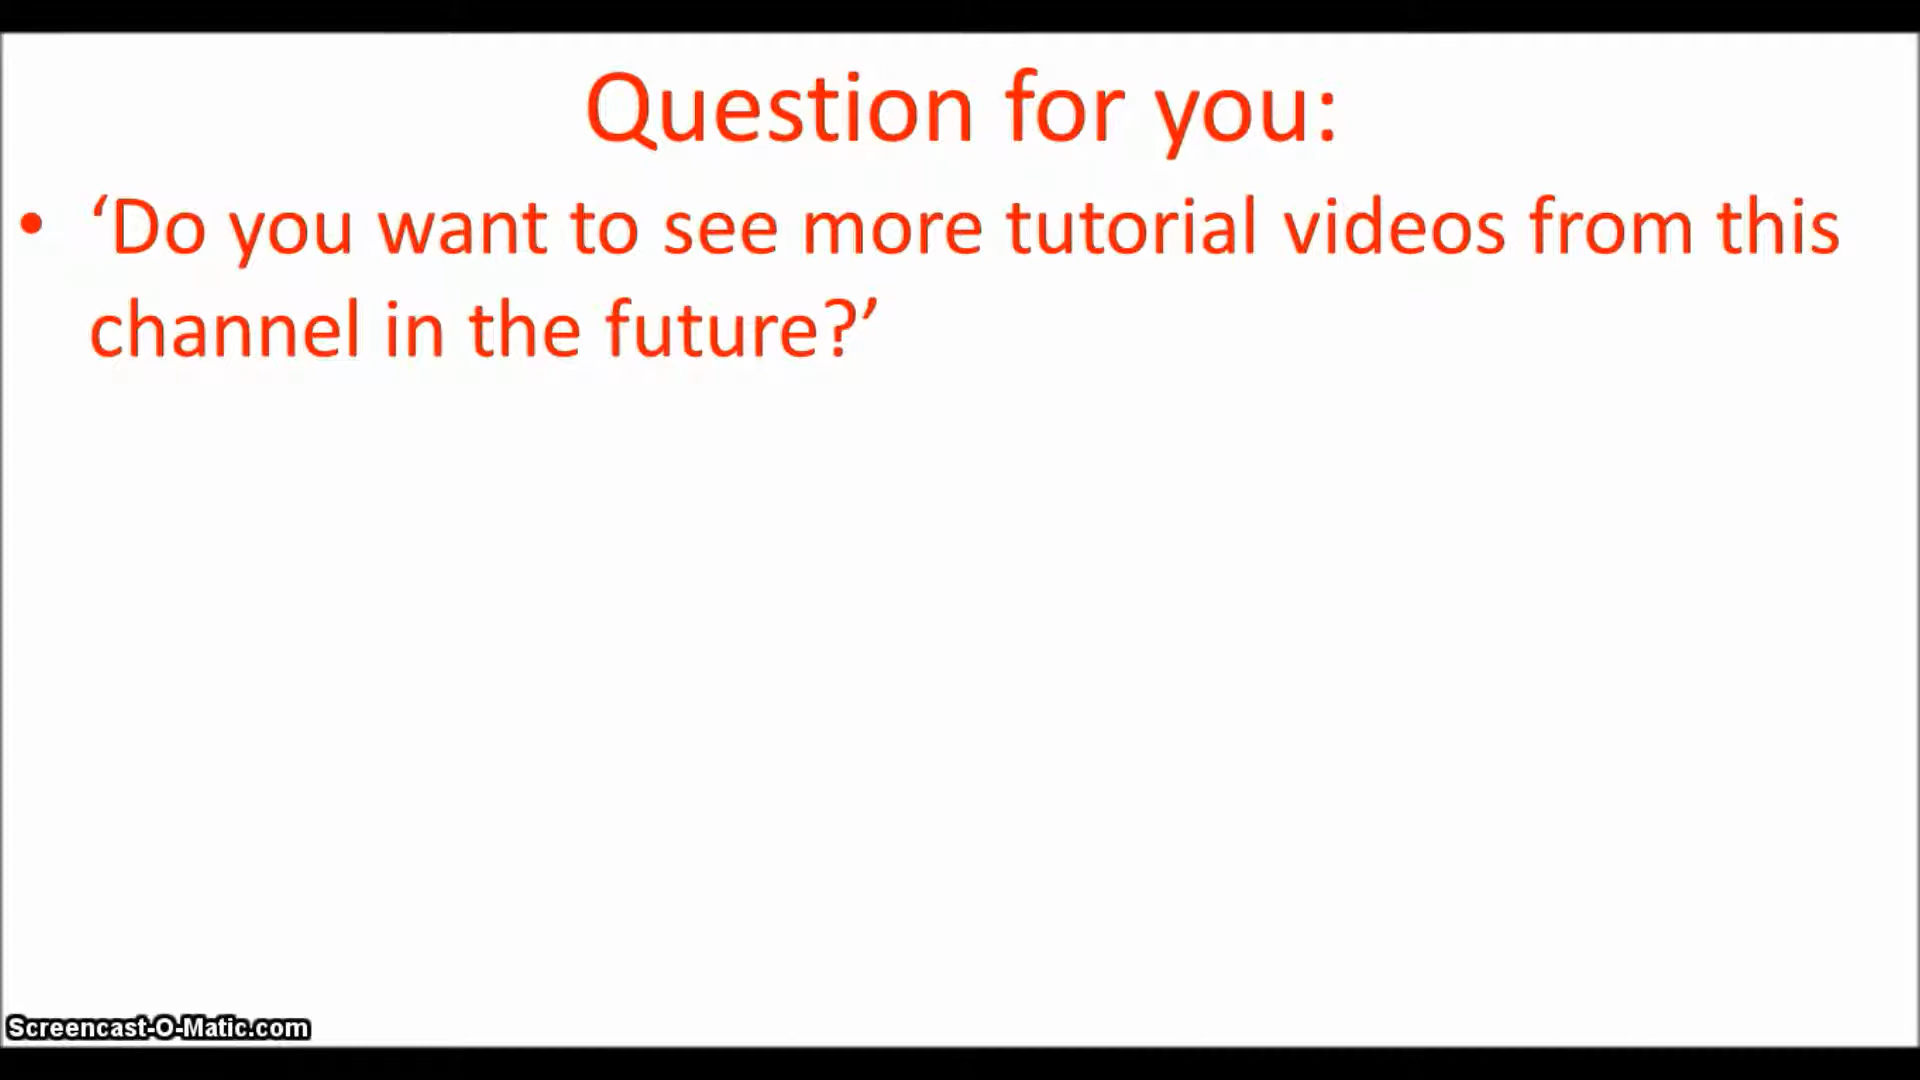 Question for you:
• ‘Do you want to see more tutorial videos from this
channel in the future?’
Screencast-O-Matic.com